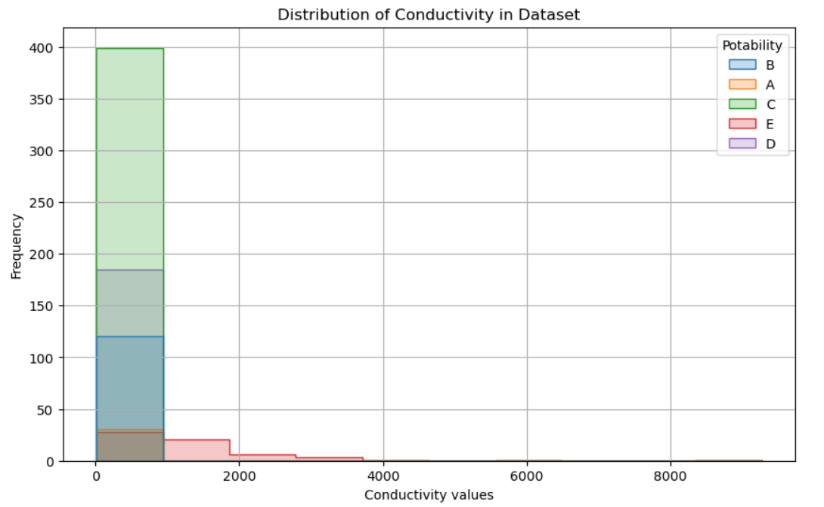 Distribution of Conductivity in Dataset
Potability
B
A
C
E
D
Frequency
400
350
300
250
200
150
100
50
0
0 2000 4000 6000 8000
Conductivity values